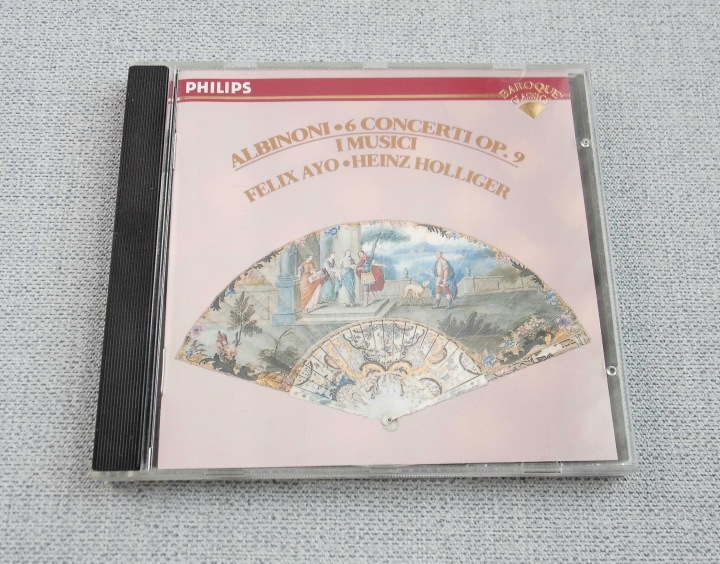 PHILIPS
BAROQUE
CLASSICS
ALBINONI • 6 CONCERTI OP. 9
I MUSICI
FELIX AYO • HEINZ HOLLIGER